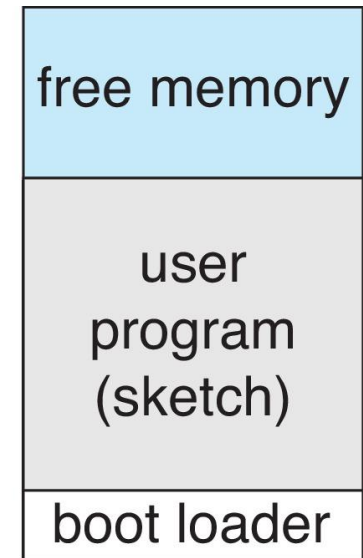 free memory
user
program
(sketch)
boot loader